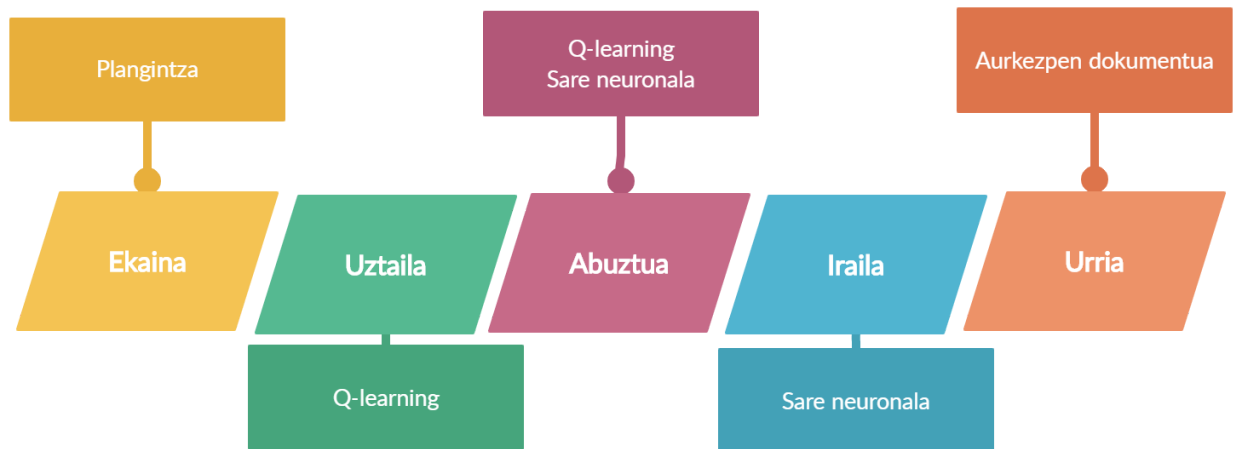 Plangintza
Q-learning
Sare neuronala
Aurkezpen dokumentua
Ekaina
Uztaila
Abuztua
Iraila
Urria
Q-learning
Sare neuronala